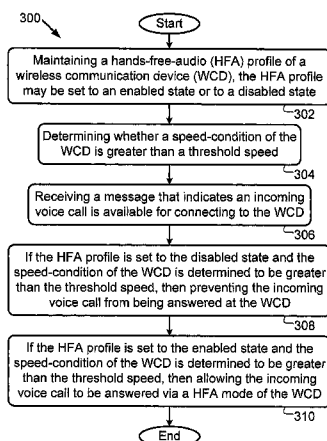 300
Start
Maintaining a hands-free-audio (HFA) profile of a
wireless communication device (WCD), the HFA profile
may be set to an enabled state or to a disabled state
302
Determining whether a speed-condition of the
WCD is greater than a threshold speed
304
Receiving a message that indicates an incoming
voice call is available for connecting to the WCD
306
If the HFA profile is set to the disabled state and the
speed-condition of the WCD is determined to be greater
than the threshold speed, then preventing the incoming
voice call from being answered at the WCD
308
If the HFA profile is set to the enabled state and the
speed-condition of the WCD is determined to be greater
than the threshold speed, then allowing the incoming
voice call to be answered via a HFA mode of the WCD
310
End